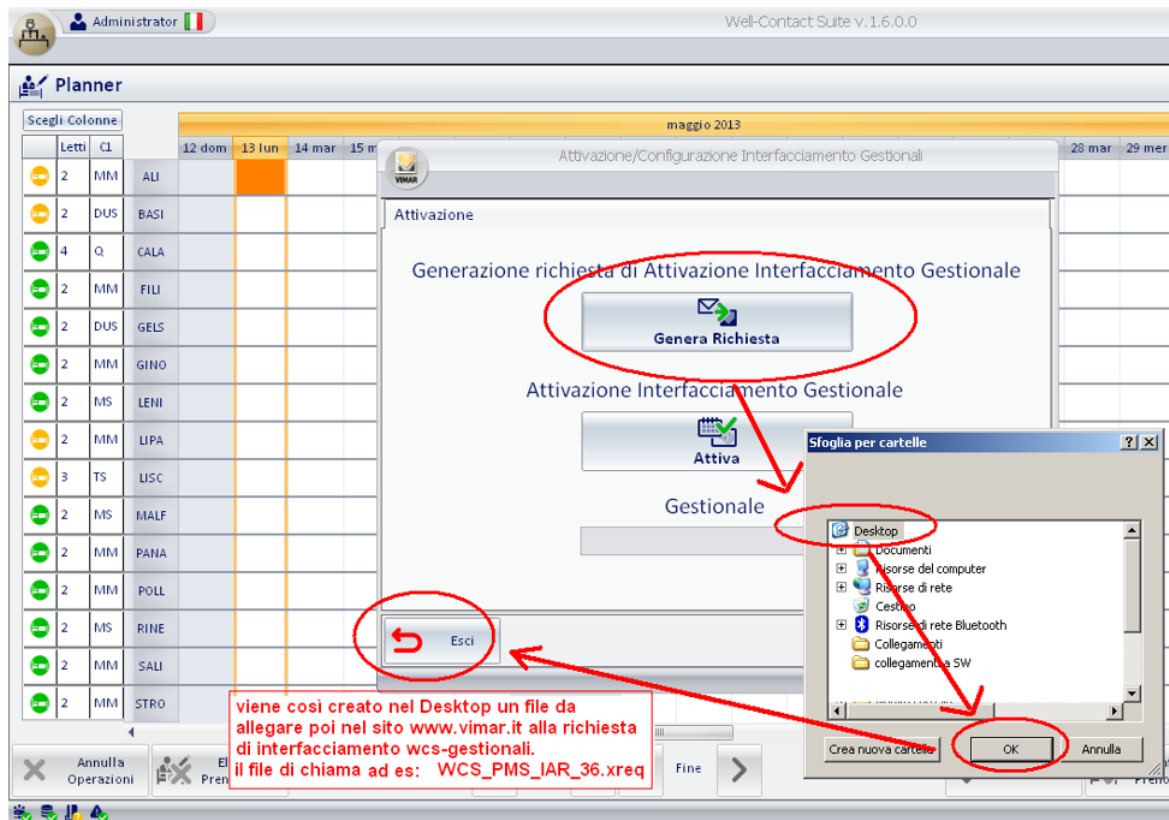 Administrator
Well-Contact Suite v.1.6.0.0
Planner
Scegli Colonne
maggio 2013
Letti C1 12 dom 13 lun 14 mar 15 m 28 mar 29 mer
2 MM ALI
2 DUS BASI
4 Q CALA
2 MM FILI
2 DUS GELS
2 MM GINO
2 MS LENI
2 MM LIPA
3 TS LISC
2 MS MALF
2 MM PANA
2 MM POLL
2 MS RINE
2 MM SALI
2 MM STRO
VIMAR
Attivazione/Configurazione Interfacciamento Gestionali
Attivazione
Generazione richiesta di Attivazione Interfacciamento Gestionale
Genera Richiesta
Attivazione Interfacciamento Gestionale
Attiva
Gestionale
Esci
Sfoglia per cartelle
Desktop
Documenti
Risorse del computer
Risorse di rete
Cestino
Risorse di rete Bluetooth
Collegamenti
collegamenti a SW
Crea nuova cartella
OK
Annulla
viene così creato nel Desktop un file da
allegare poi nel sito www.vimar.it alla richiesta
di interfacciamento wcs-gestionali.
il file di chiama ad es: WCS_PMS_IAR_36.xreq
Annulla
Operazioni
El
Pren
Fine